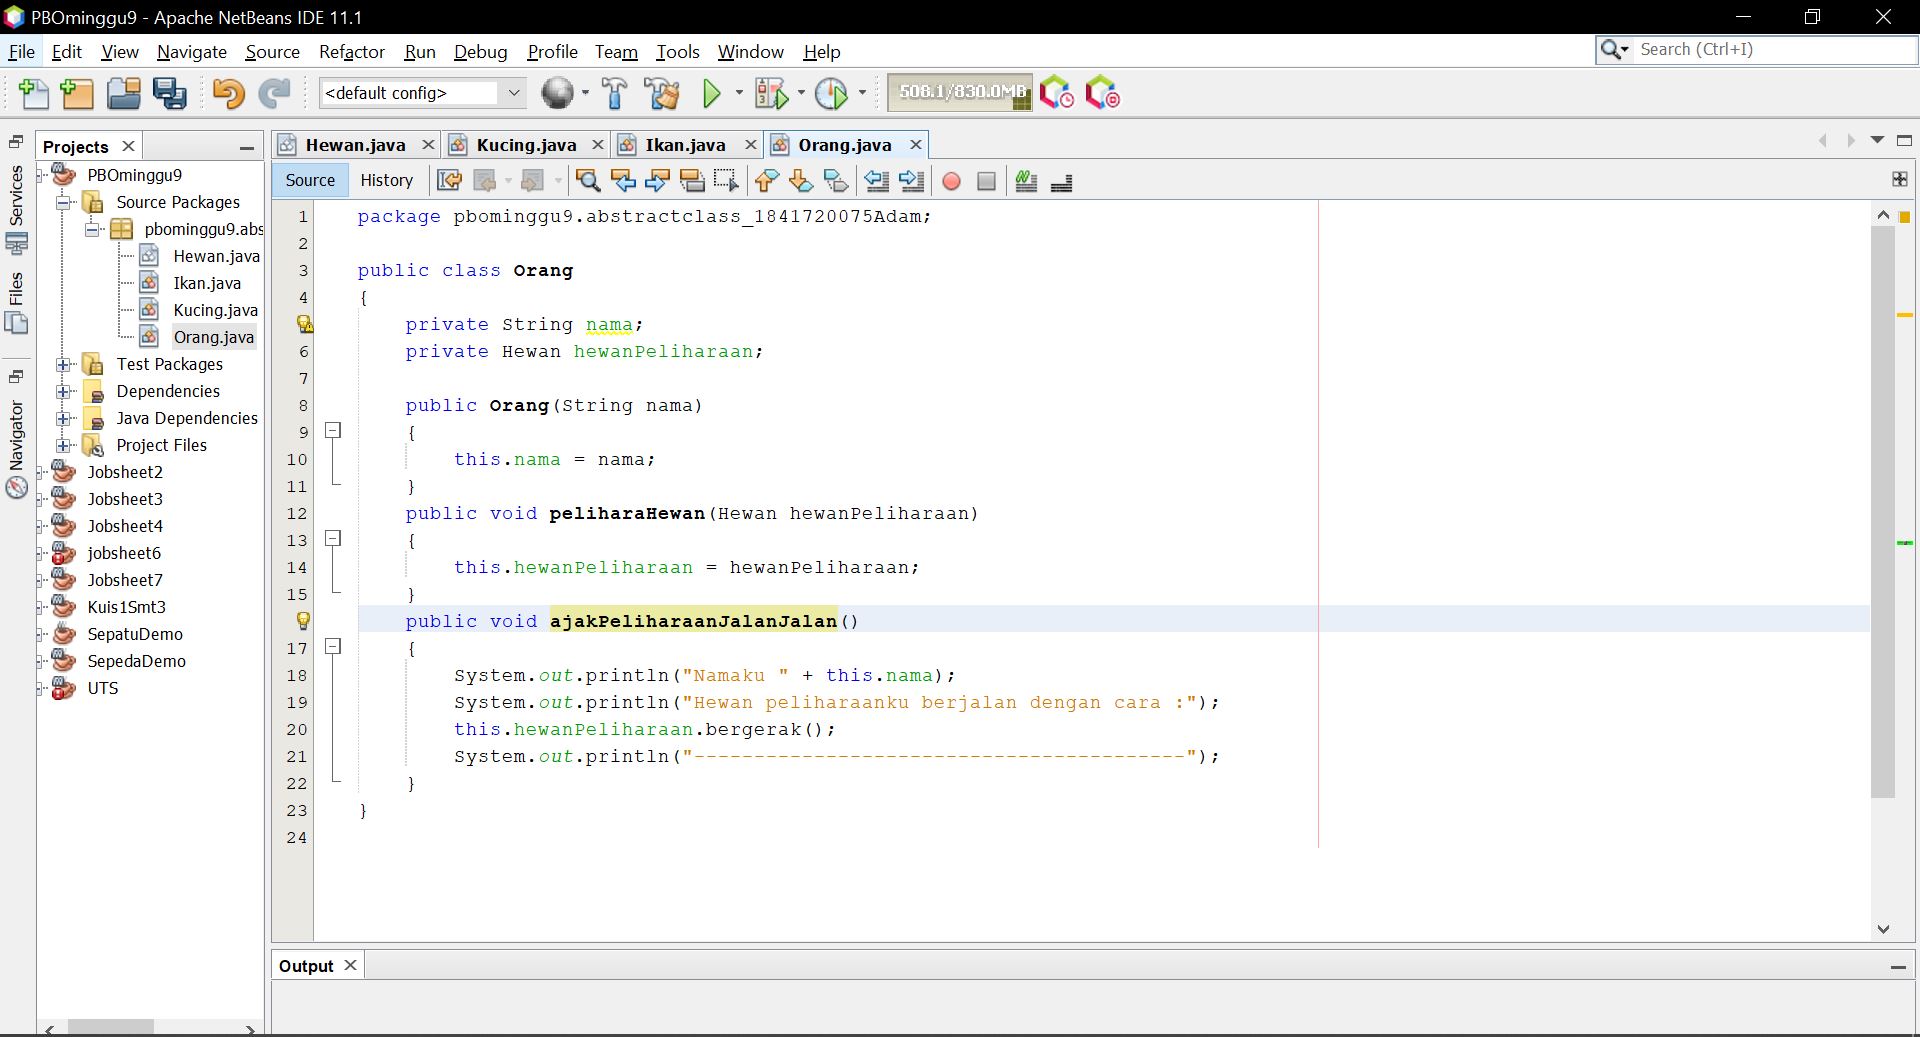 PBOminggu9 - Apache NetBeans IDE 11.1
File Edit View Navigate Source Refactor Run Debug Profile Team Tools Window Help
Search (Ctrl+I)
<default config>
508.1/830.0MB
Projects
Hewan.java Kucing.java Ikan.java Orang.java
Source History
Services
Files
Navigator
PBOminggu9
Source Packages
pbominggu9.abs
Hewan.java
Ikan.java
Kucing.java
Orang.java
Test Packages
Dependencies
Java Dependencies
Project Files
Jobsheet2
Jobsheet3
Jobsheet4
jobsheet6
Jobsheet7
Kuis1Smt3
SepatuDemo
SepedaDemo
UTS
1 package pbominggu9.abstractclass_1841720075Adam;
2
3 public class Orang
4 {
private String nama;
6 private Hewan hewanPeliharaan;
7
8 public Orang(String nama)
9 {
10 this.nama = nama;
11 }
12 public void peliharaHewan(Hewan hewanPeliharaan)
13 {
14 this.hewanPeliharaan = hewanPeliharaan;
15 }
public void ajakPeliharaanJalanJalan()
17 {
18 System.out.println("Namaku " + this.nama);
19 System.out.println("Hewan peliharaanku berjalan dengan cara :");
20 this.hewanPeliharaan.bergerak();
21 System.out.println("-----------------------------------------");
22 }
23 }
24
Output